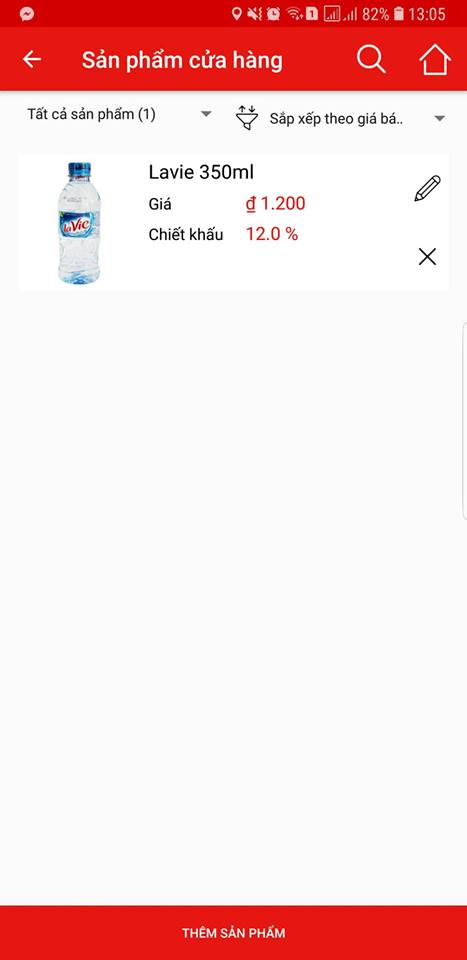 1 82% 13:05
Sản phẩm cửa hàng
Tất cả sản phẩm (1)
Sắp xếp theo giá bá..
Lavie 350ml
Giá
₫ 1.200
Chiết khấu
12.0 %
LaVie
THÊM SẢN PHẨM